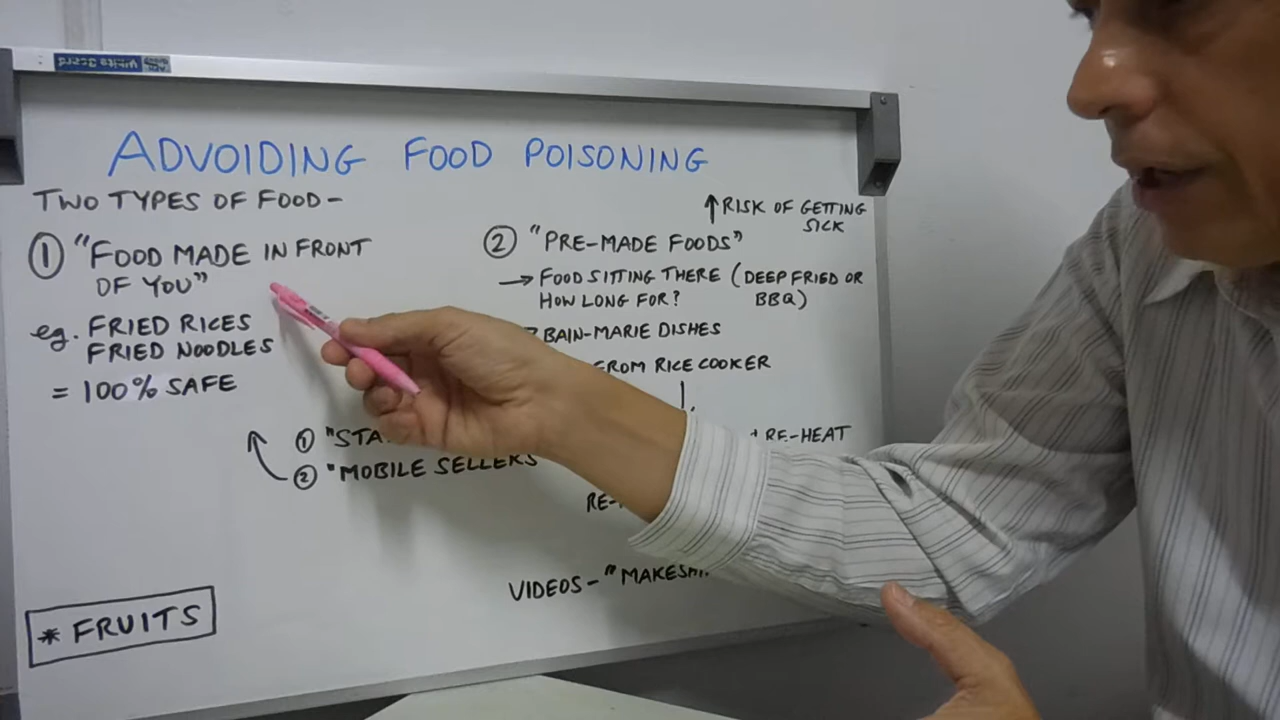 ADVOIDING FOOD POISONING
TWO TYPES OF FOOD-
① "FOOD MADE IN FRONT
OF YOU"
eg. FRIED RICES
FRIED NOODLES
= 100% SAFE
↑ RISK OF GETTING
SICK
② "PRE-MADE FOODS"
→ FOOD SITTING THERE (DEEP FRIED OR
HOW LONG FOR? BBQ)
BAIN-MARIE DISHES
FROM RICE COOKER
RE-HEAT
①
② "MOBILE SELLERS
VIDEOS-
* FRUITS